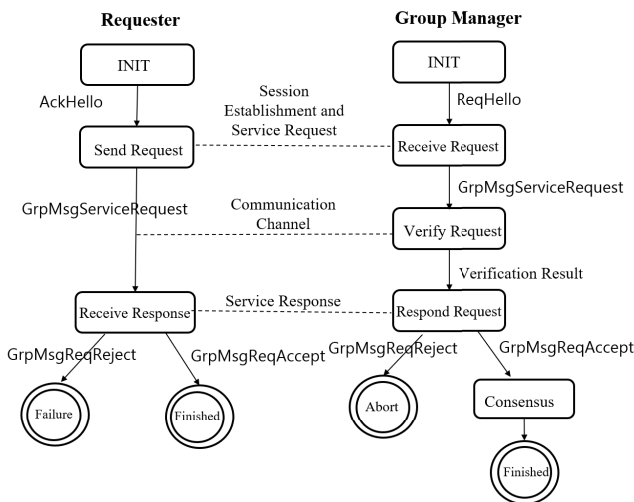 Requester
Group Manager
INIT
INIT
AckHello
Session
Establishment and
Service Request
ReqHello
Send Request
Receive Request
GrpMsgServiceRequest
GrpMsgServiceRequest
Communication
Channel
Verify Request
Verification Result
Receive Response
Service Response
Respond Request
GrpMsgReqReject
GrpMsgReqAccept
GrpMsgReqReject
GrpMsgReqAccept
Failure
Finished
Abort
Consensus
Finished